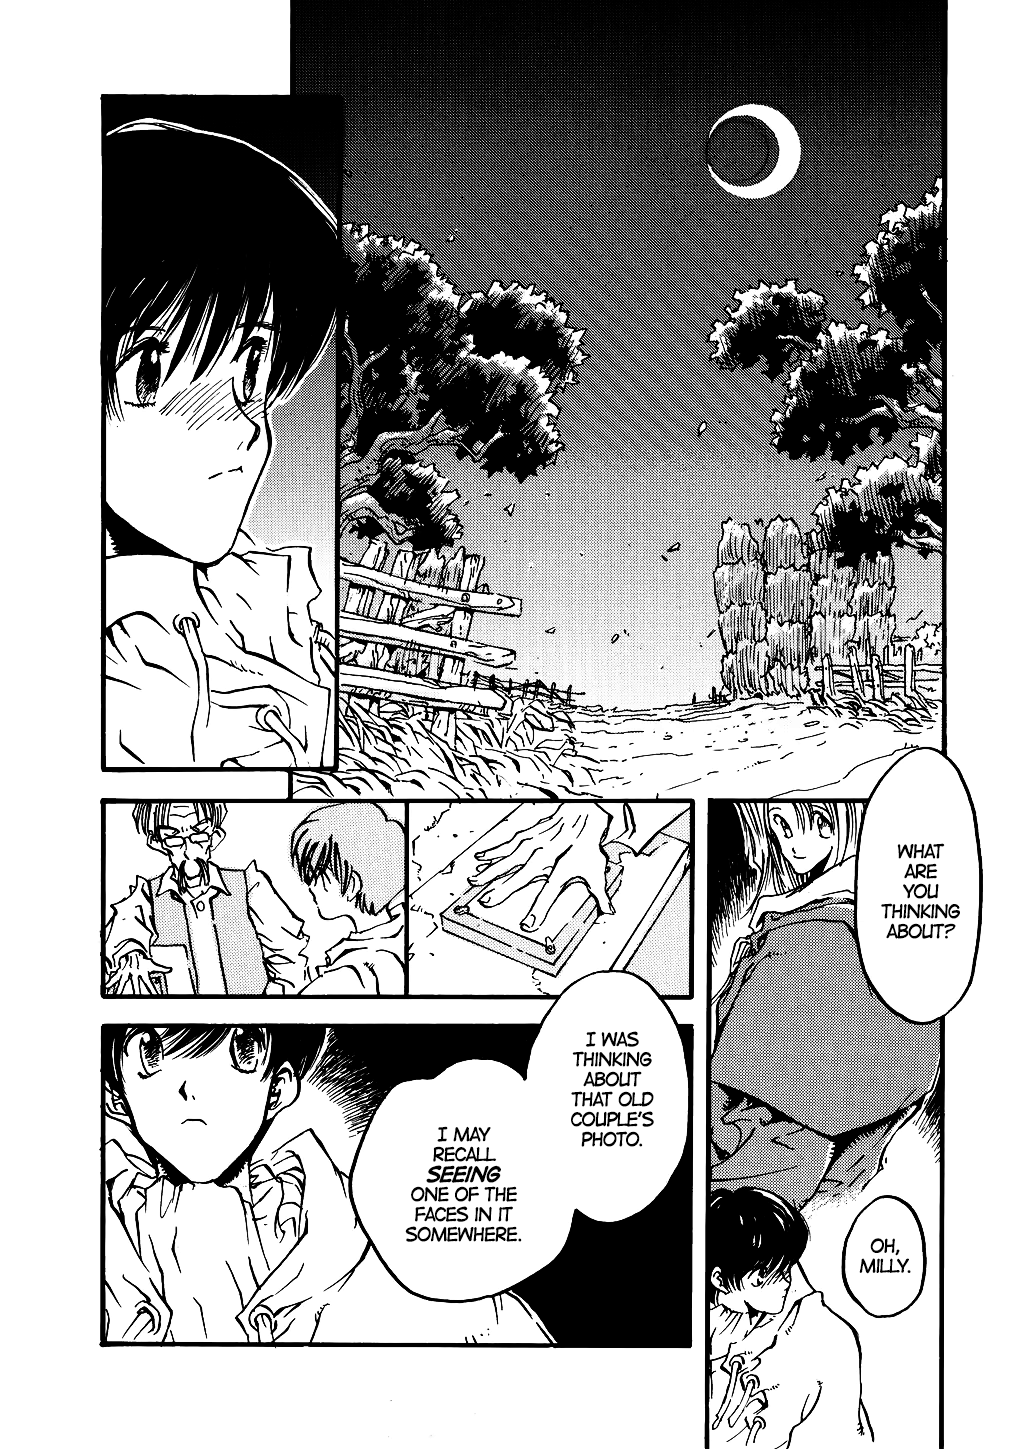 WHAT
ARE
YOU
THINKING
ABOUT?
OH,
MILLY.
I WAS
THINKING
ABOUT
THAT OLD
COUPLE'S
PHOTO.
I MAY
RECALL
SEEING
ONE OF THE
FACES IN IT
SOMEWHERE.